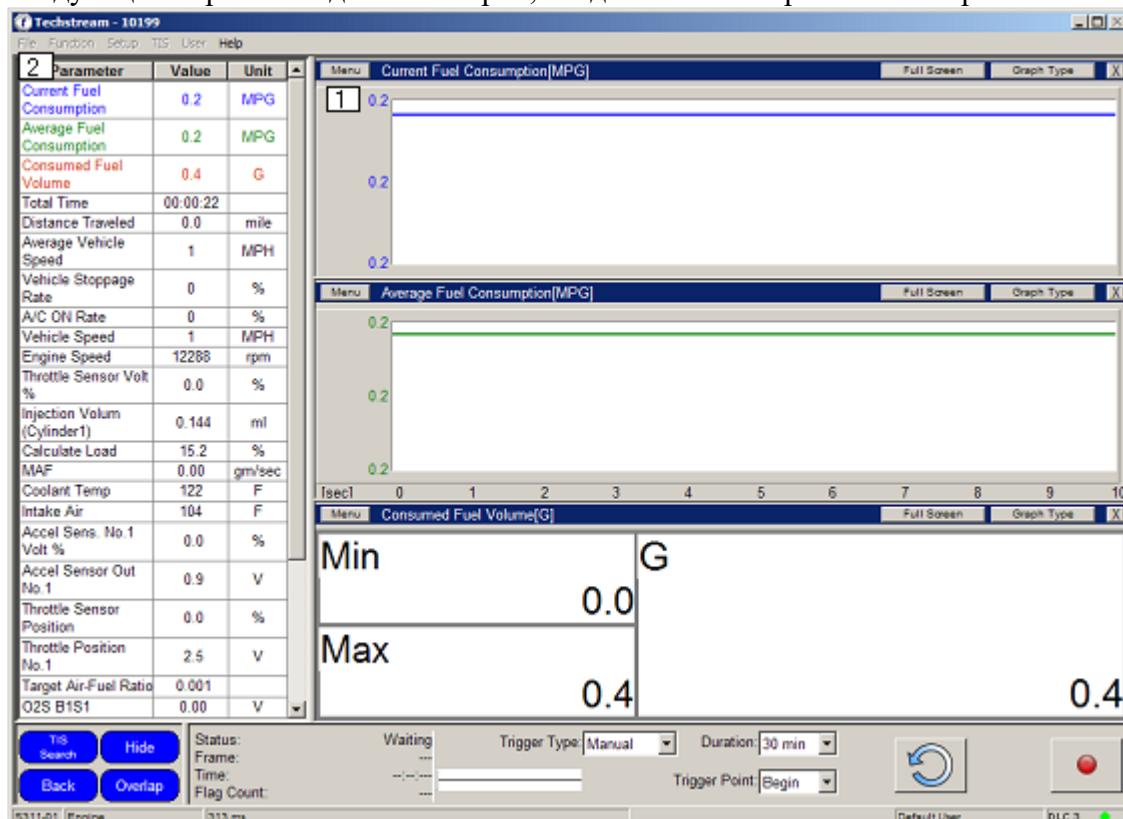 Techstream - 10199
File Function Setup TIS User Help
2 Parameter Value Unit
Current Fuel Consumption 0.2 MPG
Average Fuel Consumption 0.2 MPG
Consumed Fuel Volume 0.4 G
Total Time 00:00:22
Distance Traveled 0.0 mile
Average Vehicle Speed 1 MPH
Vehicle Stoppage Rate 0 %
A/C ON Rate 0 %
Vehicle Speed 1 MPH
Engine Speed 12288 rpm
Throttle Sensor Volt % 0.0 %
Injection Volum (Cylinder1) 0.144 ml
Calculate Load 15.2 %
MAF 0.00 gm/sec
Coolant Temp 122 F
Intake Air 104 F
Accel Sens. No.1 Volt % 0.0 %
Accel Sensor Out No.1 0.9 V
Throttle Sensor Position 0.0 %
Throttle Position No.1 2.5 V
Target Air-Fuel Ratio 0.001
O2S B1S1 0.00 V
Menu Current Fuel Consumption[MPG] Full Screen Graph Type X
1 0.2
0.2
0.2
Menu Average Fuel Consumption[MPG] Full Screen Graph Type X
0.2
0.2
0.2
[sec] 0 1 2 3 4 5 6 7 8 9 10
Menu Consumed Fuel Volume[G] Full Screen Graph Type X
Min G
0.0
Max
0.4 0.4
TIS Search Hide
Back Overlap
Status: Waiting
Frame: ---
Time: --:--:---
Flag Count: ---
Trigger Type: Manual Duration: 30 min
Trigger Point: Begin
S311-01 Engine 313 ms Default User DLC 3